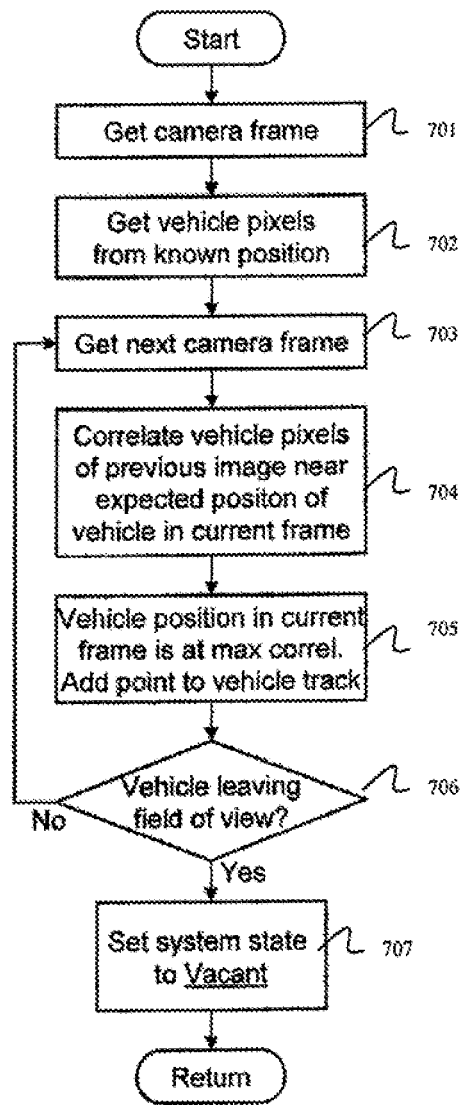 Start
Get camera frame
701
Get vehicle pixels
from known position
702
Get next camera frame
703
Correlate vehicle pixels
of previous image near
expected positon of
vehicle in current frame
704
Vehicle position in current
frame is at max correl.
Add point to vehicle track
705
Vehicle leaving
field of view?
706
No
Yes
Set system state
to Vacant
707
Return